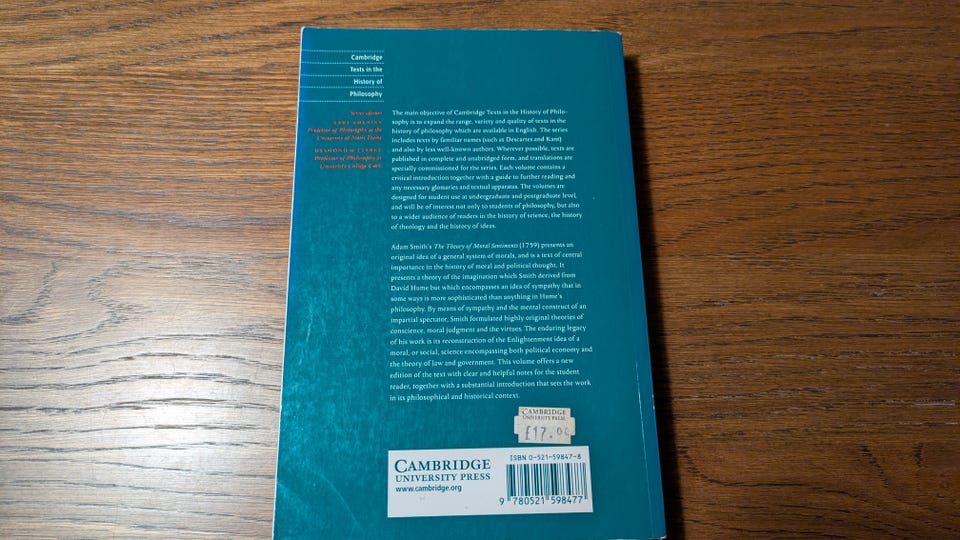 Cambridge
Texts in the
History of
Philosophy
Series editors
KARL AMERIKS
Professor of Philosophy at the
University of Notre Dame
DESMOND M. CLARKE
Professor of Philosophy at
University College Cork
The main objective of Cambridge Texts in the History of Philo-
sophy is to expand the range, variety and quality of texts in the
history of philosophy which are available in English. The series
includes texts by familiar names (such as Descartes and Kant)
and also by less well-known authors. Wherever possible, texts are
published in complete and unabridged form, and translations are
specially commissioned for the series. Each volume contains a
critical introduction together with a guide to further reading and
any necessary glossaries and textual apparatus. The volumes are
designed for student use at undergraduate and postgraduate level,
and will be of interest not only to students of philosophy, but also
to a wider audience of readers in the history of science, the history
of theology and the history of ideas.
Adam Smith's The Theory of Moral Sentiments (1759) presents an
original idea of a general system of morals, and is a text of central
importance in the history of moral and political thought. It
presents a theory of the imagination which Smith derived from
David Hume but which encompasses an idea of sympathy that in
some ways is more sophisticated than anything in Hume's
philosophy. By means of sympathy and the mental construct of an
impartial spectator, Smith formulated highly original theories of
conscience, moral judgment and the virtues. The enduring legacy
of his work is its reconstruction of the Enlightenment idea of a
moral, or social, science encompassing both political economy and
the theory of law and government. This volume offers a new
edition of the text with clear and helpful notes for the student
reader, together with a substantial introduction that sets the work
in its philosophical and historical context.
CAMBRIDGE
UNIVERSITY PRESS
£17.99
CAMBRIDGE
UNIVERSITY PRESS
www.cambridge.org
ISBN 0-521-59847-8
9 780521 598477